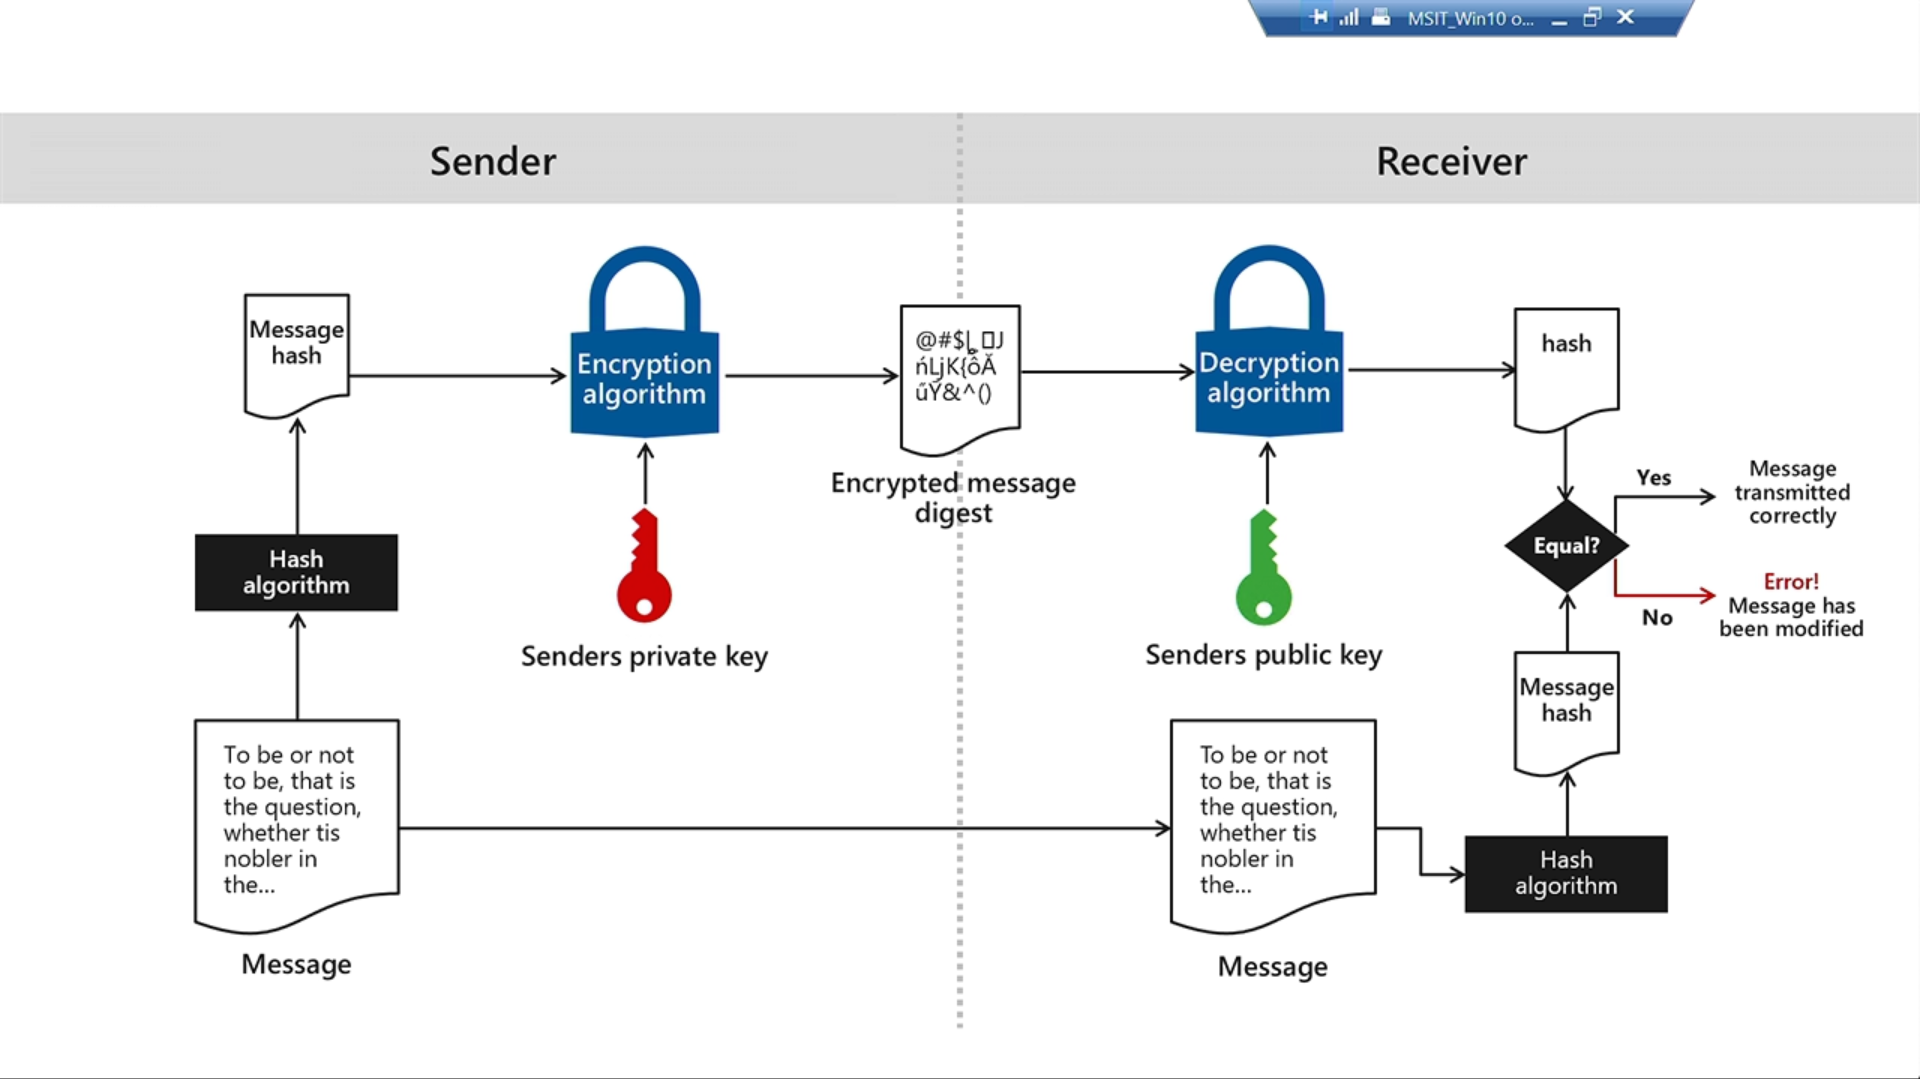 MSIT_Win10 o...
Sender
Receiver
Message
hash
Encryption
algorithm
Encrypted message
digest
Decryption
algorithm
hash
Hash
algorithm
Senders private key
Senders public key
Equal?
Yes
Message
transmitted
correctly
No
Error!
Message has
been modified
Message
hash
To be or not
to be, that is
the question,
whether tis
nobler in
the...
Message
To be or not
to be, that is
the question,
whether tis
nobler in
the...
Message
Hash
algorithm